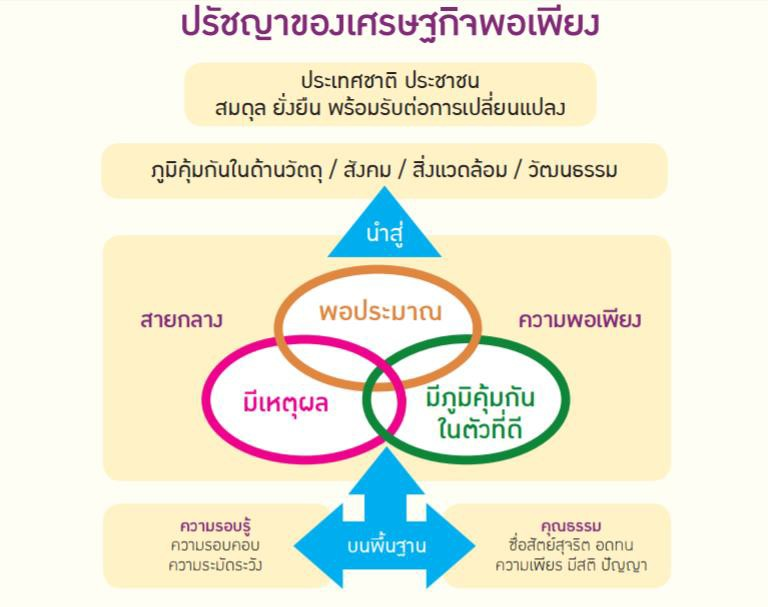 ปรัชญาของเศรษฐกิจพอเพียง
ประเทศชาติ ประชาชน
สมดุล ยั่งยืน พร้อมรับต่อการเปลี่ยนแปลง
ภูมิคุ้มกันในด้านวัตถุ / สังคม / สิ่งแวดล้อม / วัฒนธรรม
นำสู่
สายกลาง
พอประมาณ
ความพอเพียง
มีเหตุผล
มีภูมิคุ้มกัน
ในตัวที่ดี
ความรอบรู้
ความรอบคอบ
ความระมัดระวัง
บนพื้นฐาน
คุณธรรม
ซื่อสัตย์สุจริต อดทน
ความเพียร มีสติ ปัญญา